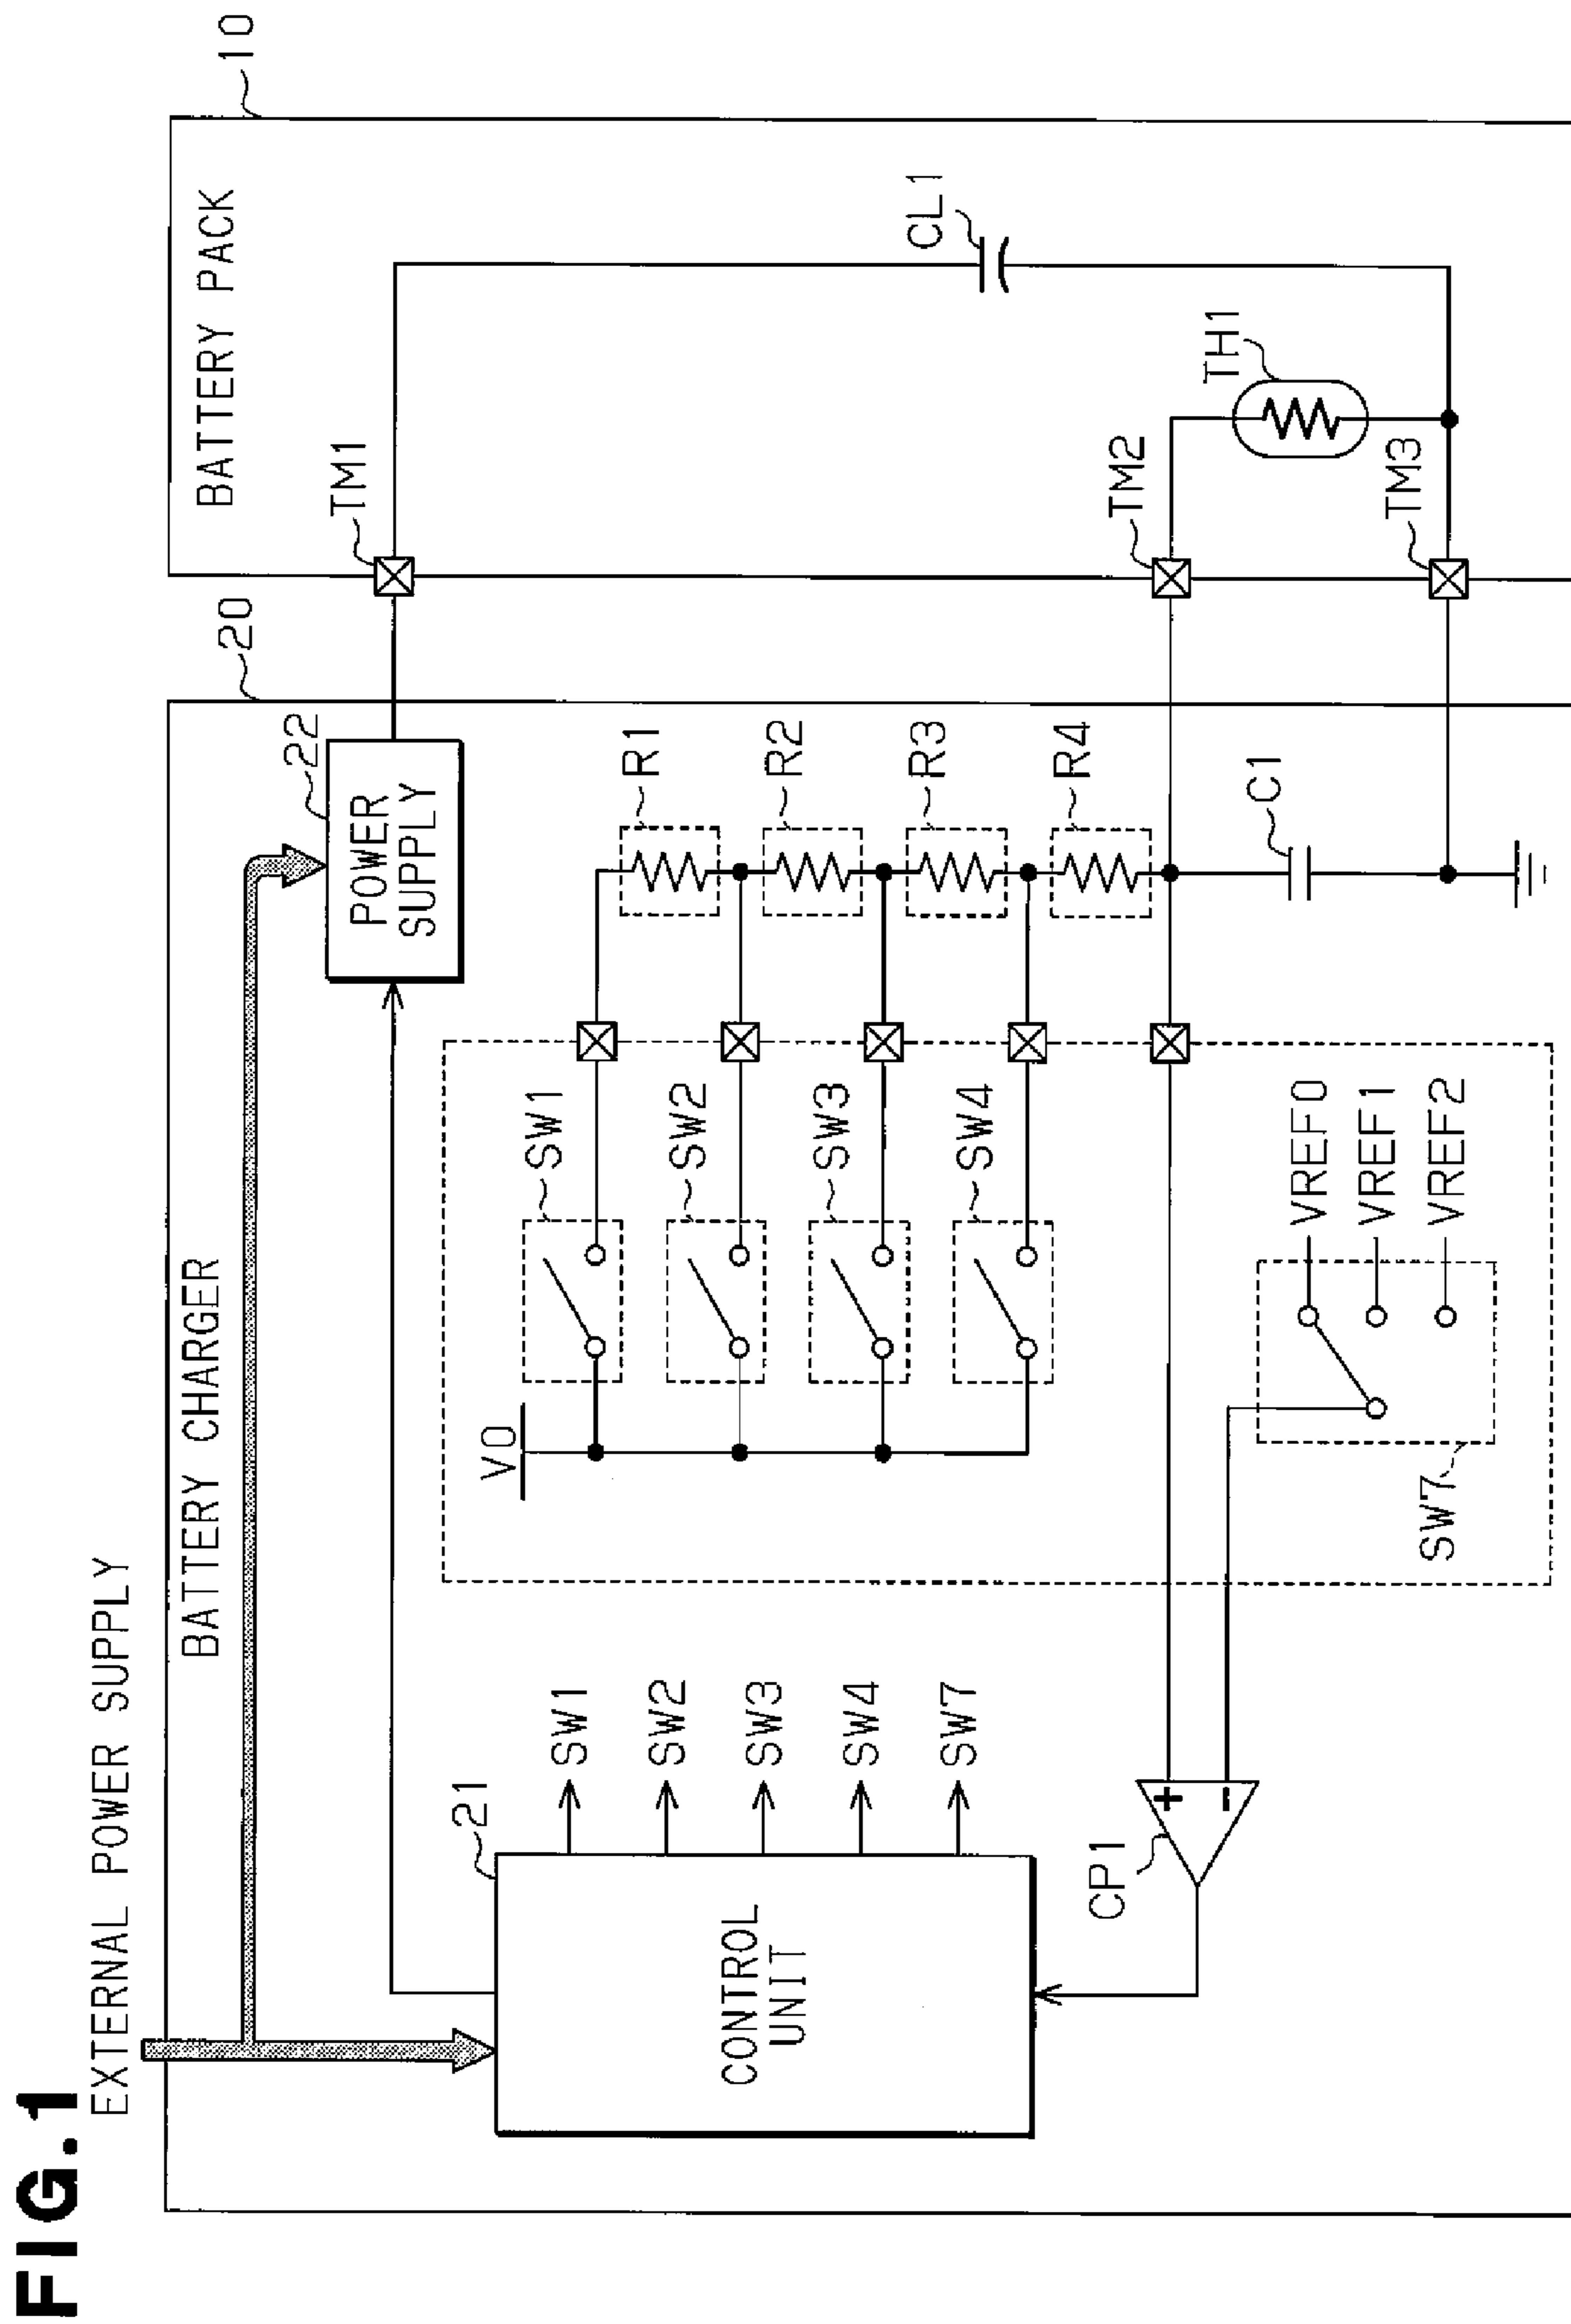 FIG.1
EXTERNAL POWER SUPPLY
BATTERY CHARGER
20
BATTERY PACK
10
22
POWER
SUPPLY
TM1
21
CONTROL
UNIT
SW1
SW2
SW3
SW4
SW7
V0
SW1
SW2
SW3
SW4
R1
R2
R3
R4
CL1
CP1
+
−
TM2
TH1
C1
TM3
VREF0
VREF1
VREF2
SW7